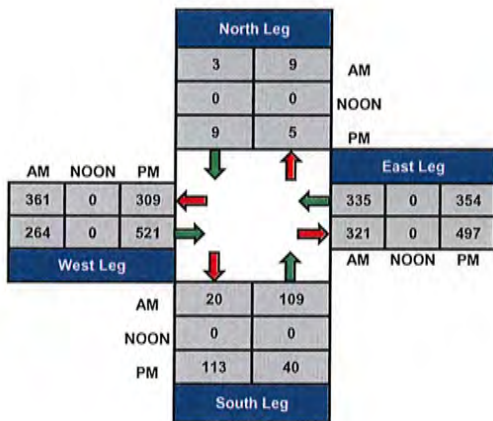 North Leg
3 9 AM
0 0 NOON
9 5 PM
AM NOON PM East Leg
361 0 309 335 0 354
264 0 521 321 0 497
West Leg AM NOON PM
AM 20 109
NOON 0 0
PM 113 40
South Leg